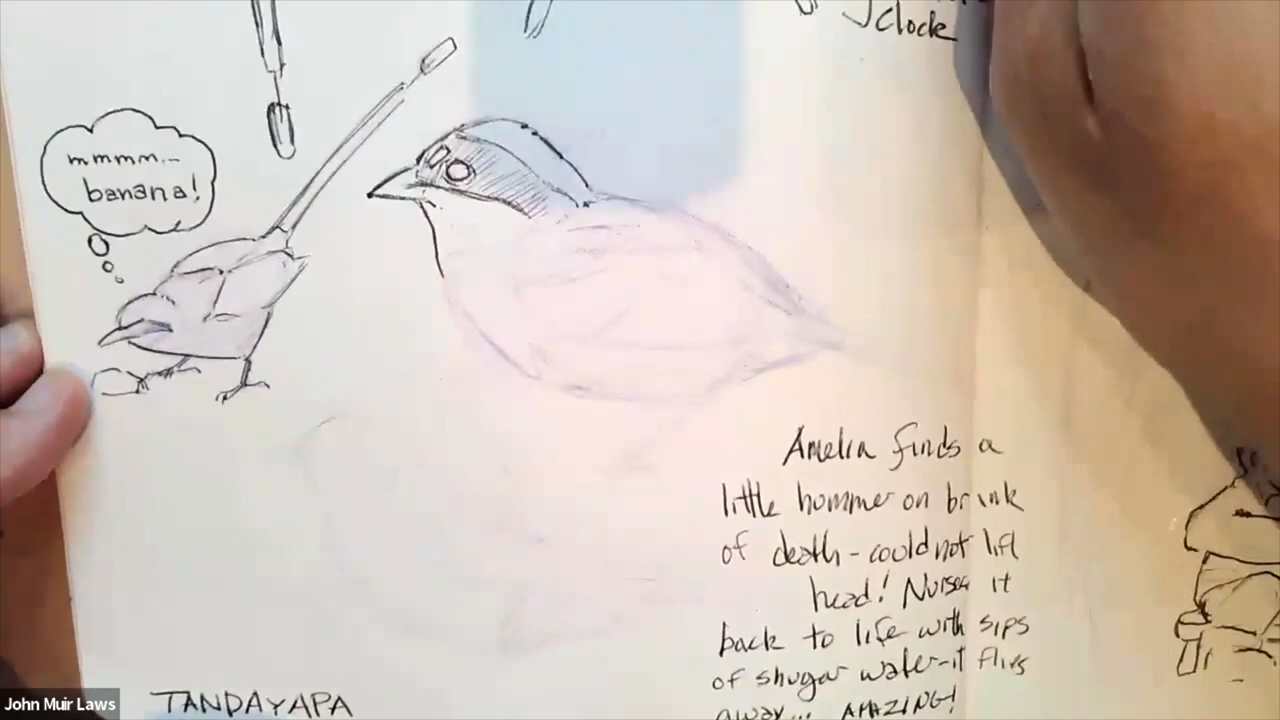 Clock
mmmm...
banana!
Amelia finds a
little hummer on brink
of death - could not lift
head! Nurses it
back to life with sips
of shugar water - it flies
away... AMAZING!
TANDAYAPA
John Muir Laws